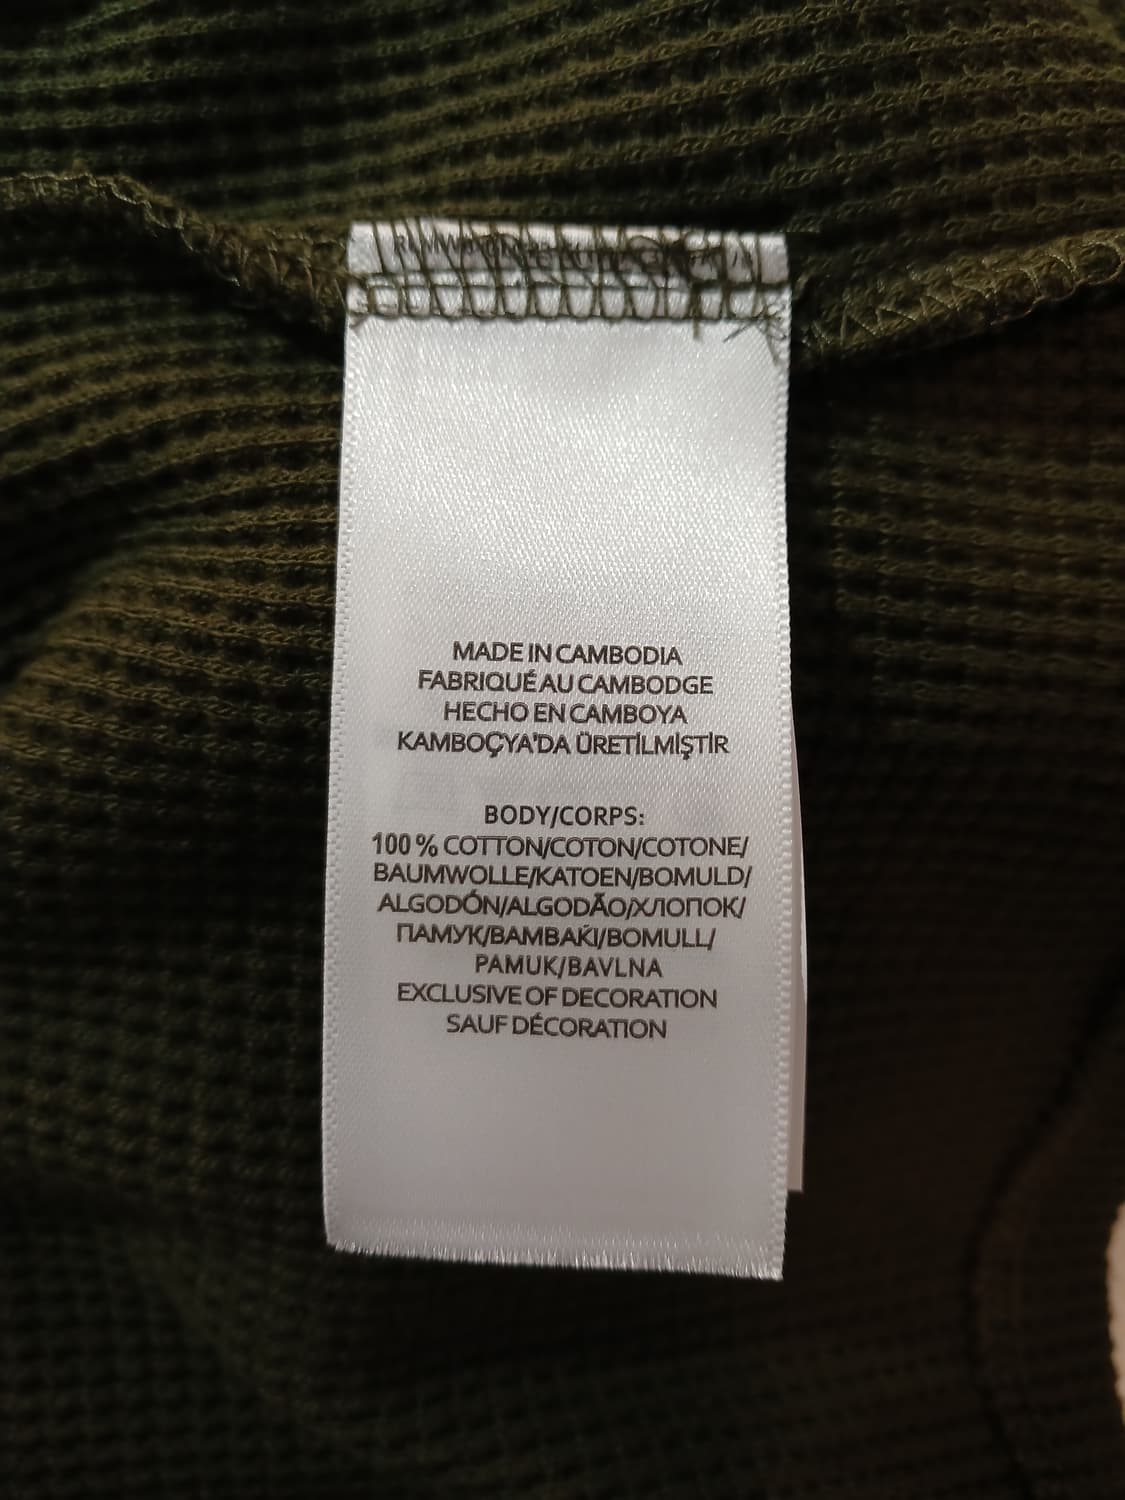 MADE IN CAMBODIA
FABRIQUÉ AU CAMBODGE
HECHO EN CAMBOYA
KAMBOÇYA'DA ÜRETİLMİŞTİR
BODY/CORPS:
100 % COTTON/COTON/COTONE/
BAUMWOLLE/KATOEN/BOMULD/
ALGODÓN/ALGODÃO/ХЛОПОК/
ПАМУК/ΒΑΜΒΑΚΙ/BOMULL/
PAMUK/BAVLNA
EXCLUSIVE OF DECORATION
SAUF DÉCORATION